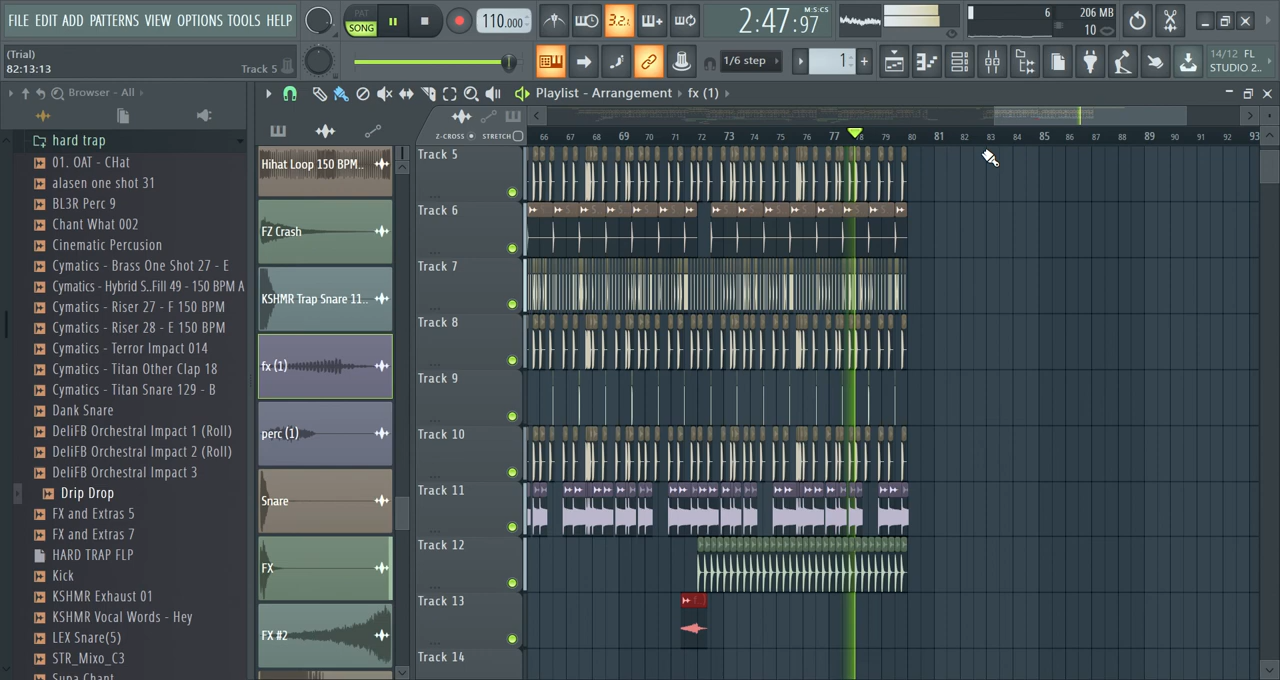 FILE EDIT ADD PATTERNS VIEW OPTIONS TOOLS HELP
PAT
SONG
110.000
3.2.
2:47:97
M:S:CS
6
206 MB
10
(Trial)
82:13:13
Track 5
1/6 step
1
14/12 FL
STUDIO 2...
Browser - All
Playlist - Arrangement
fx (1)
hard trap
01. OAT - CHat
alasen one shot 31
BL3R Perc 9
Chant What 002
Cinematic Percusion
Cymatics - Brass One Shot 27 - E
Cymatics - Hybrid S..Fill 49 - 150 BPM A
Cymatics - Riser 27 - F 150 BPM
Cymatics - Riser 28 - E 150 BPM
Cymatics - Terror Impact 014
Cymatics - Titan Other Clap 18
Cymatics - Titan Snare 129 - B
Dank Snare
DeliFB Orchestral Impact 1 (Roll)
DeliFB Orchestral Impact 2 (Roll)
DeliFB Orchestral Impact 3
Drip Drop
FX and Extras 5
FX and Extras 7
HARD TRAP FLP
Kick
KSHMR Exhaust 01
KSHMR Vocal Words - Hey
LEX Snare(5)
STR_Mixo_C3
Supa Chant
Hihat Loop 150 BPM..
FZ Crash
KSHMR Trap Snare 11..
fx (1)
perc (1)
Snare
FX
FX #2
Z-CROSS
STRETCH
66 67 68 69 70 71 72 73 74 75 76 77 78 79 80 81 82 83 84 85 86 87 88 89 90 91 92 93
Track 5
Track 6
Track 7
Track 8
Track 9
Track 10
Track 11
Track 12
Track 13
Track 14